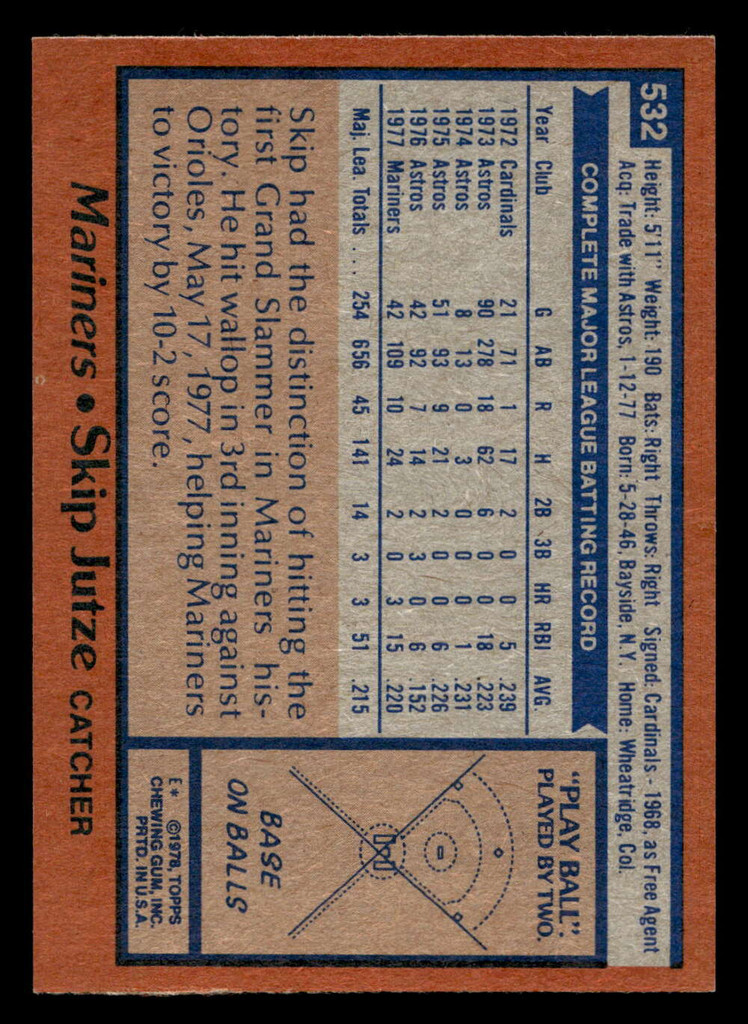 532
Height: 5'11" Weight: 190 Bats: Right Throws: Right Signed: Cardinals - 1968, as Free Agent
Acq: Trade with Astros, 1-12-77 Born: 5-28-46, Bayside, N.Y. Home: Wheatridge, Col.
COMPLETE MAJOR LEAGUE BATTING RECORD
Year Club G AB R H 2B 3B HR RBI AVG.
1972 Cardinals 21 71 1 17 2 0 0 5 .239
1973 Astros 90 278 18 62 6 0 0 18 .223
1974 Astros 8 13 0 3 0 0 0 1 .231
1975 Astros 51 93 9 21 2 0 0 6 .226
1976 Astros 42 92 7 14 2 3 0 6 .152
1977 Mariners 42 109 10 24 2 0 3 15 .220
Maj. Lea. Totals .... 254 656 45 141 14 3 3 51 .215
Skip had the distinction of hitting the
first Grand Slammer in Mariners his-
tory. He hit wallop in 3rd inning against
Orioles, May 17, 1977, helping Mariners
to victory by 10-2 score.
"PLAY BALL":
PLAYED BY TWO.
BASE
ON BALLS
E* ©1978, TOPPS
CHEWING GUM, INC.
PRTD. IN U.S.A.
Mariners • Skip Jutze CATCHER